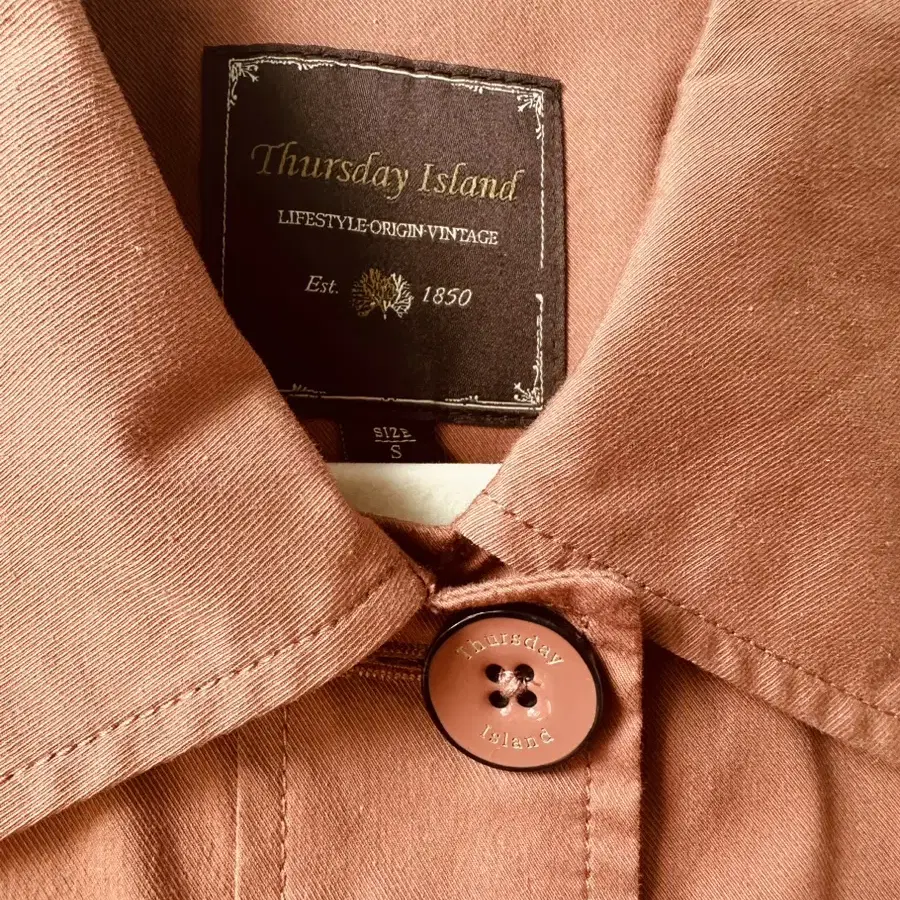 Thursday Island
LIFESTYLE·ORIGIN·VINTAGE
Est. 1850
SIZE
S
Thursday
Island